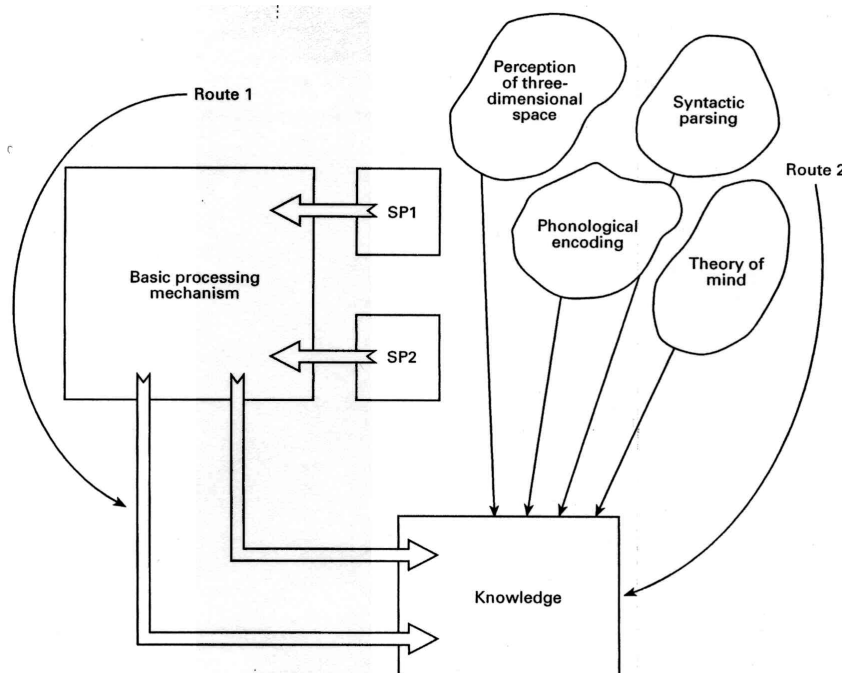 Route 1
Perception
of three-
dimensional
space
Syntactic
parsing
Route 2
SP1
Phonological
encoding
Theory of
mind
Basic processing
mechanism
SP2
Knowledge